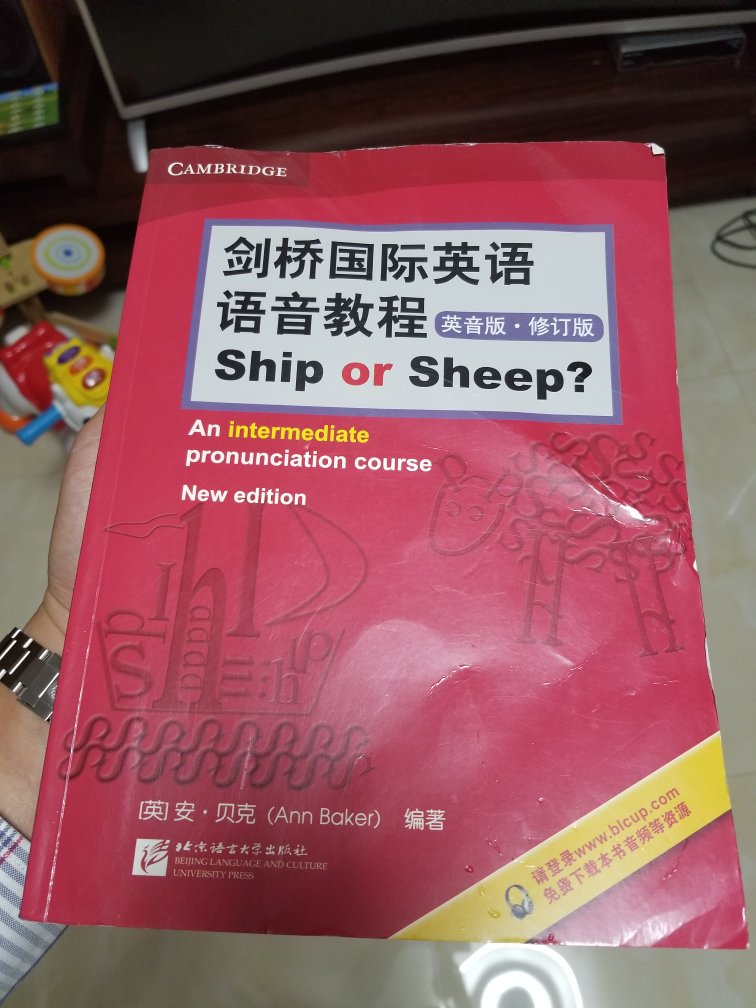 CAMBRIDGE
剑桥国际英语
语音教程 英音版·修订版
Ship or Sheep?
An intermediate
pronunciation course
New edition
[英]安·贝克 (Ann Baker) 编著
北京语言大学出版社
BEIJING LANGUAGE AND CULTURE
UNIVERSITY PRESS
请登录www.blcup.com
免费下载本书音频等资源